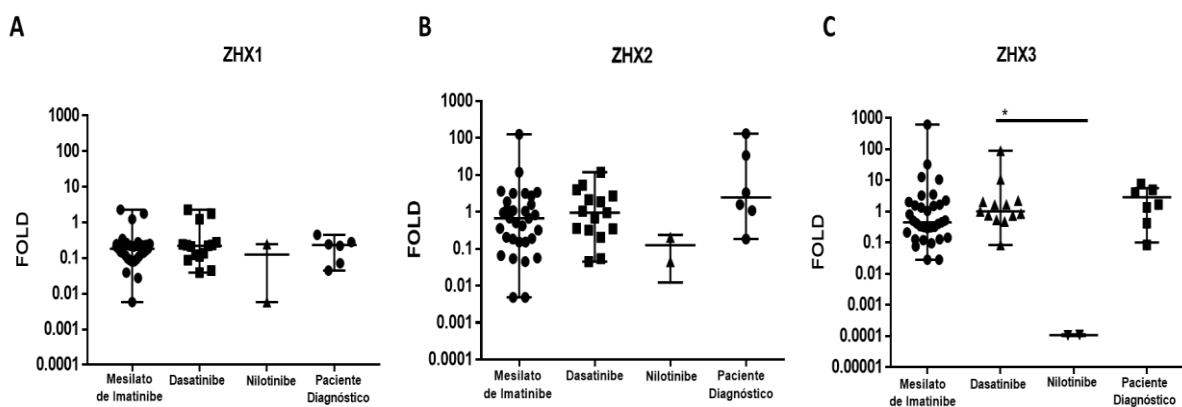 A
ZHX1
FOLD
1000
100
10
1
0.1
0.01
0.001
0.0001
Mesilato
de Imatinibe
Dasatinibe
Nilotinibe
Paciente
Diagnóstico
B
ZHX2
FOLD
1000
100
10
1
0.1
0.01
0.001
0.0001
Mesilato
de Imatinibe
Dasatinibe
Nilotinibe
Paciente
Diagnóstico
C
ZHX3
FOLD
1000
100
10
1
0.1
0.01
0.001
0.0001
0.00001
*
Mesilato
de Imatinibe
Dasatinibe
Nilotinibe
Paciente
Diagnóstico